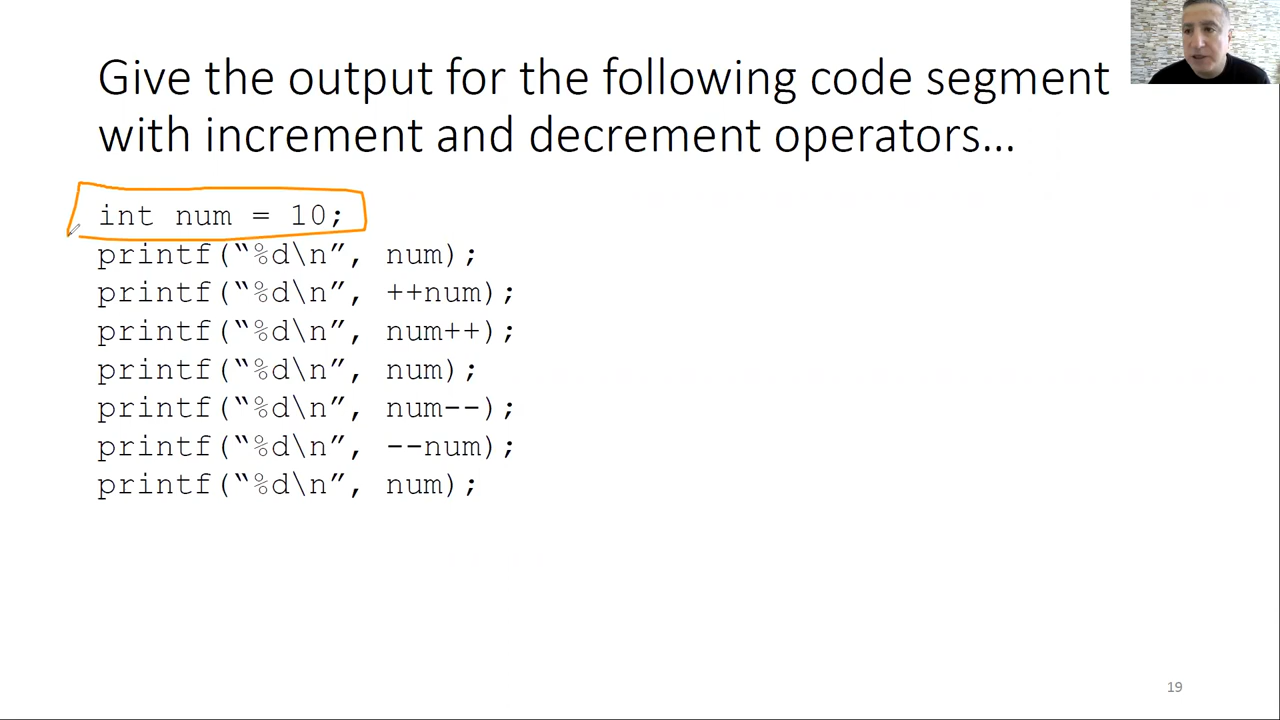 Give the output for the following code segment
with increment and decrement operators...
int num = 10;
printf(“%d\n”, num);
printf(“%d\n”, ++num);
printf(“%d\n”, num++);
printf(“%d\n”, num);
printf(“%d\n”, num--);
printf(“%d\n”, --num);
printf(“%d\n”, num);
19